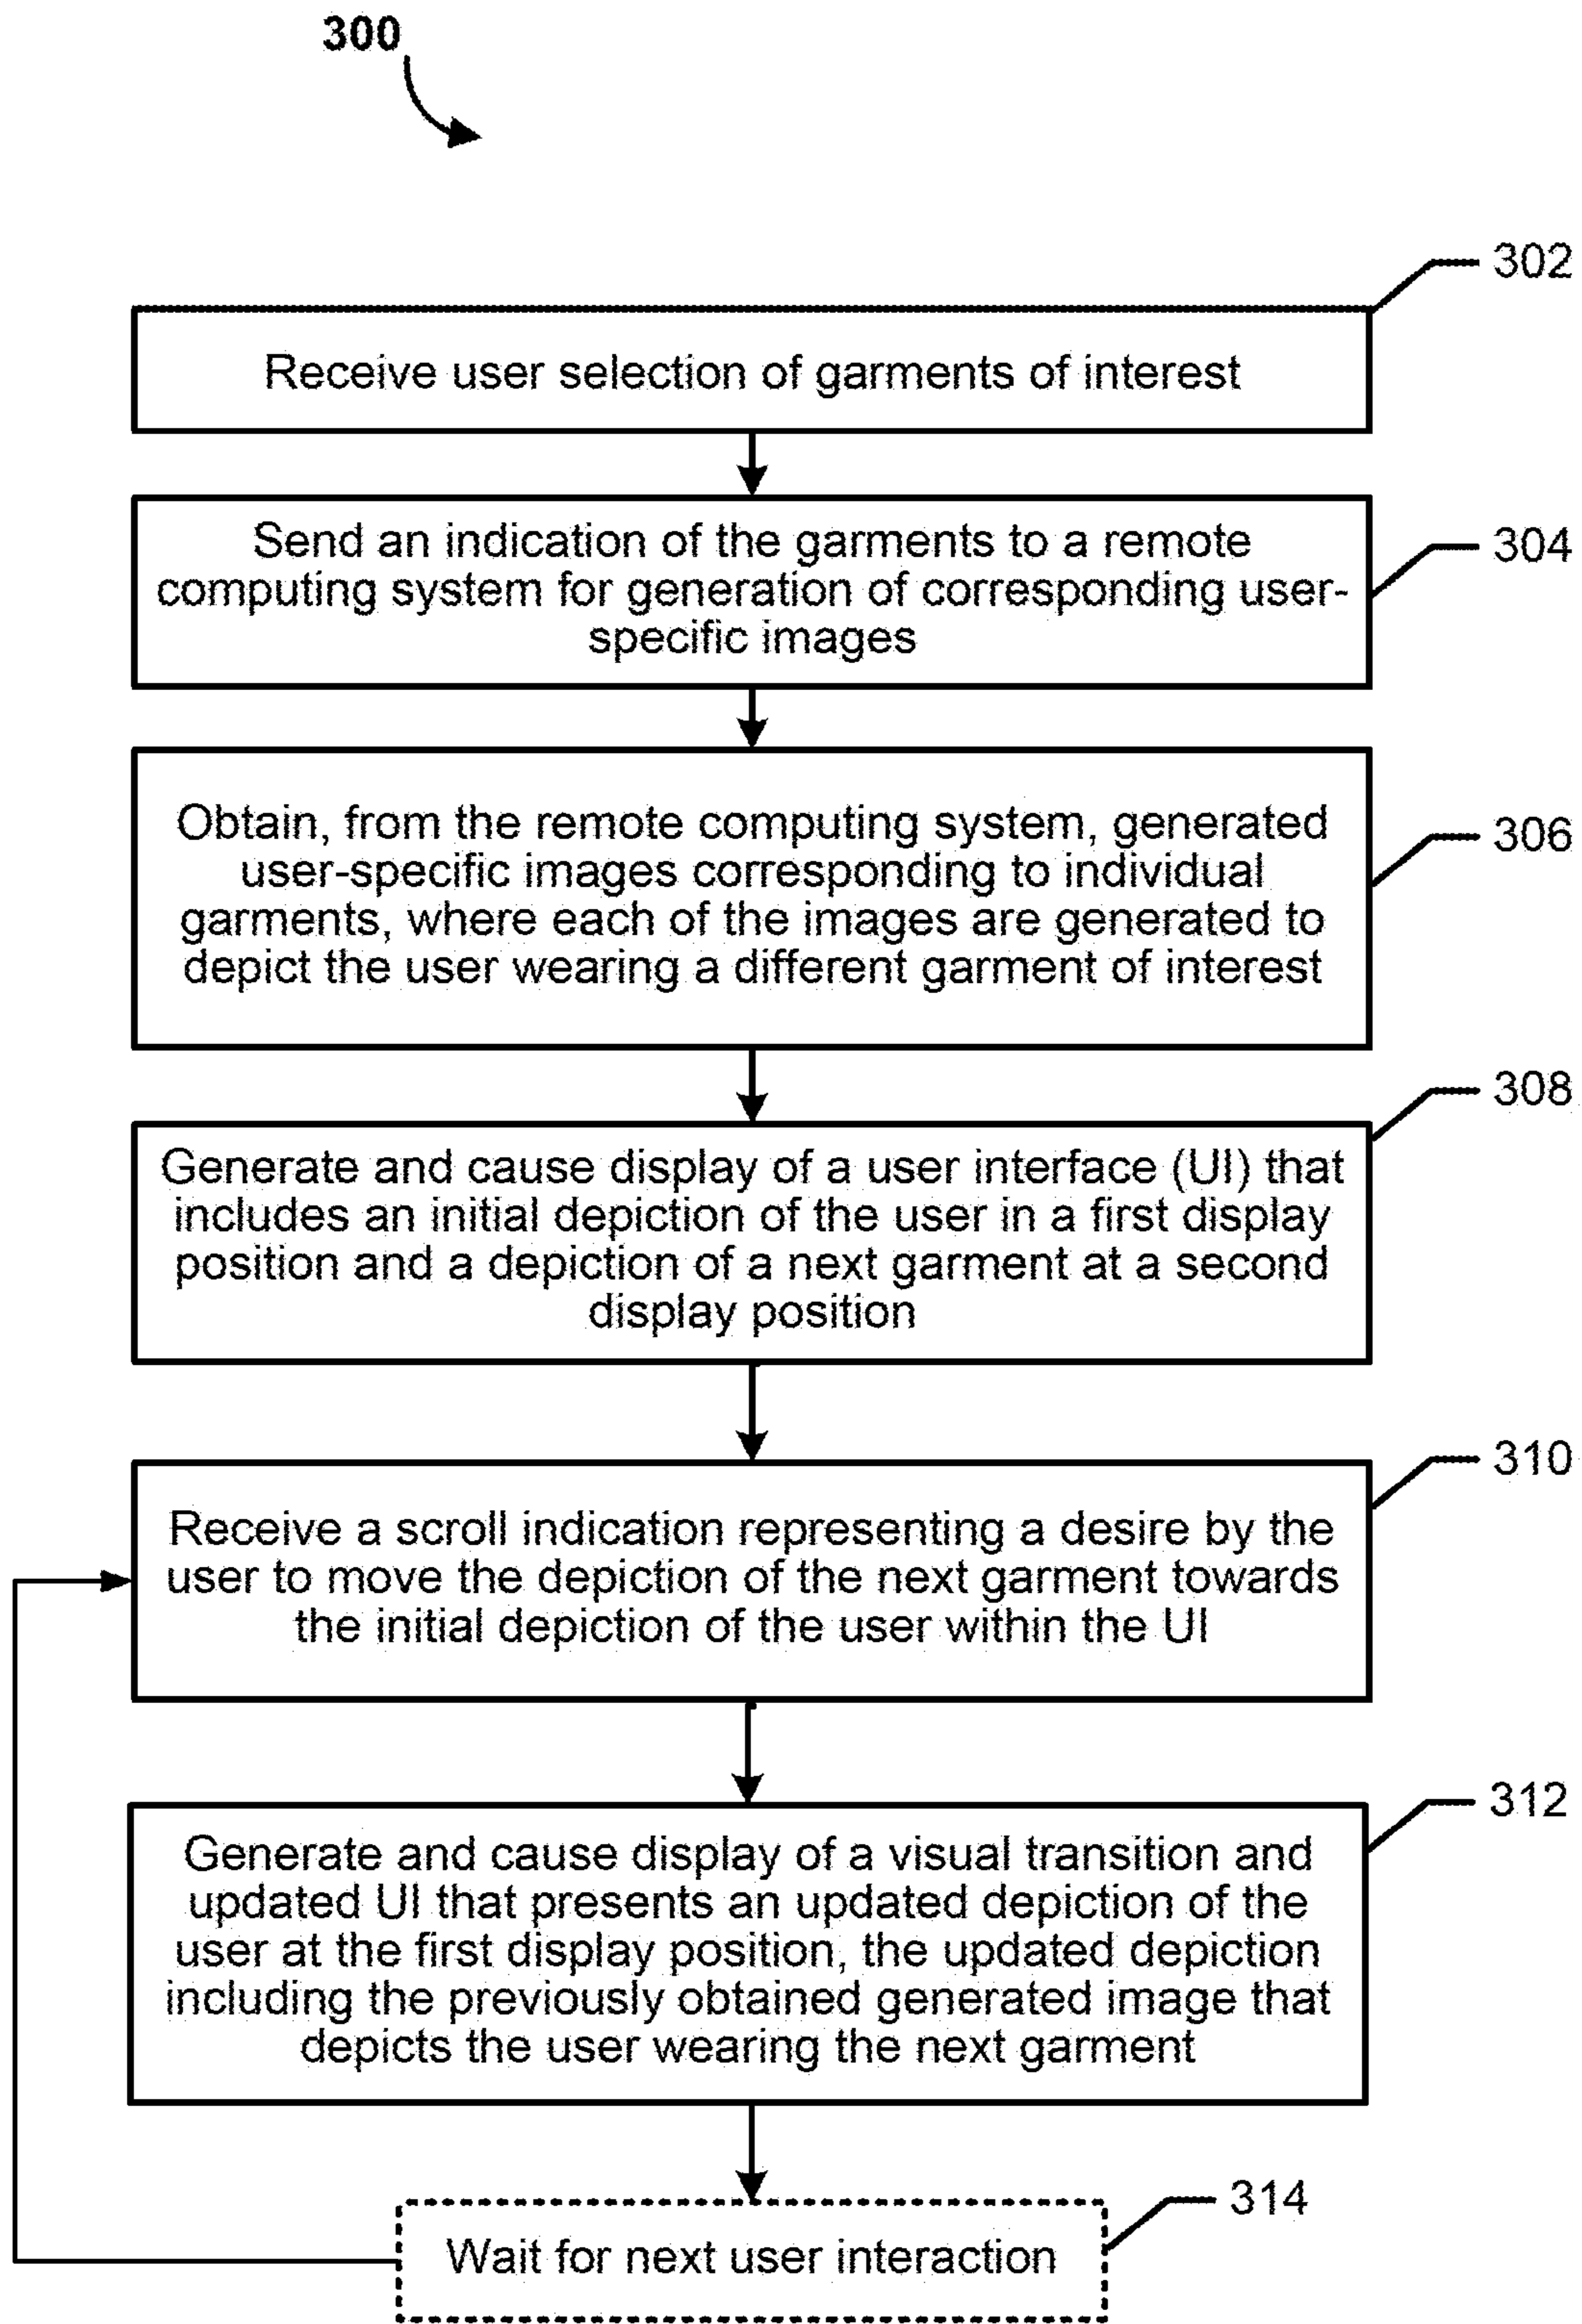 300
302
Receive user selection of garments of interest
304
Send an indication of the garments to a remote
computing system for generation of corresponding user-
specific images
306
Obtain, from the remote computing system, generated
user-specific images corresponding to individual
garments, where each of the images are generated to
depict the user wearing a different garment of interest
308
Generate and cause display of a user interface (UI) that
includes an initial depiction of the user in a first display
position and a depiction of a next garment at a second
display position
310
Receive a scroll indication representing a desire by the
user to move the depiction of the next garment towards
the initial depiction of the user within the UI
312
Generate and cause display of a visual transition and
updated UI that presents an updated depiction of the
user at the first display position, the updated depiction
including the previously obtained generated image that
depicts the user wearing the next garment
314
Wait for next user interaction